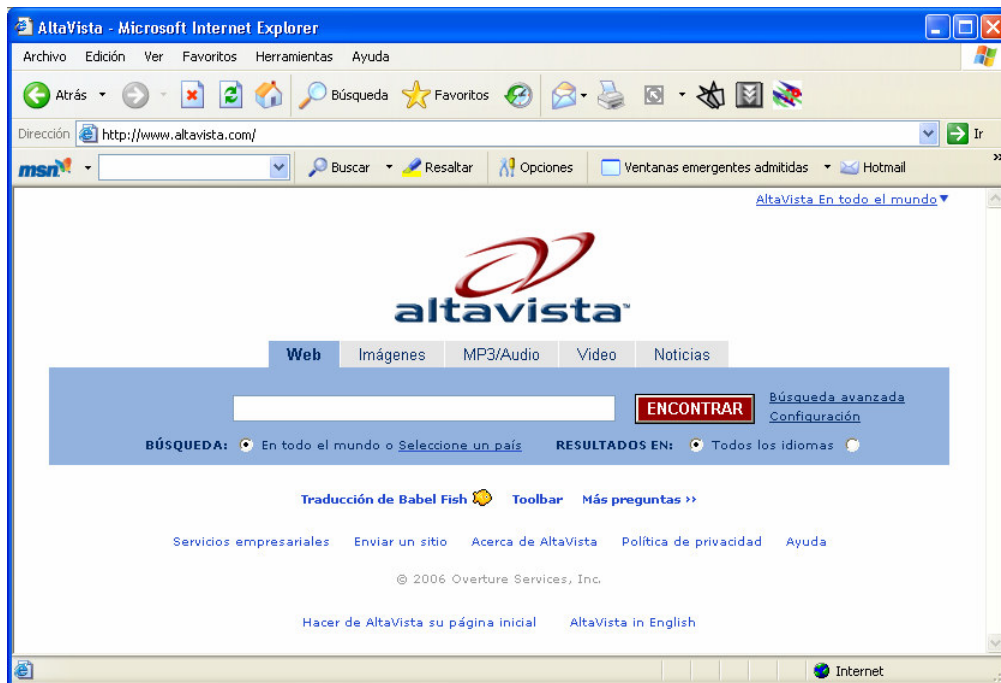 AltaVista - Microsoft Internet Explorer
Archivo Edición Ver Favoritos Herramientas Ayuda
Atrás Búsqueda Favoritos
Dirección http://www.altavista.com/ Ir
msn Buscar Resaltar Opciones Ventanas emergentes admitidas Hotmail »
AltaVista En todo el mundo
altavista™
Web Imágenes MP3/Audio Video Noticias
ENCONTRAR Búsqueda avanzada
Configuración
BÚSQUEDA: En todo el mundo o Seleccione un país RESULTADOS EN: Todos los idiomas
Traducción de Babel Fish Toolbar Más preguntas ››
Servicios empresariales Enviar un sitio Acerca de AltaVista Política de privacidad Ayuda
© 2006 Overture Services, Inc.
Hacer de AltaVista su página inicial AltaVista in English
Internet